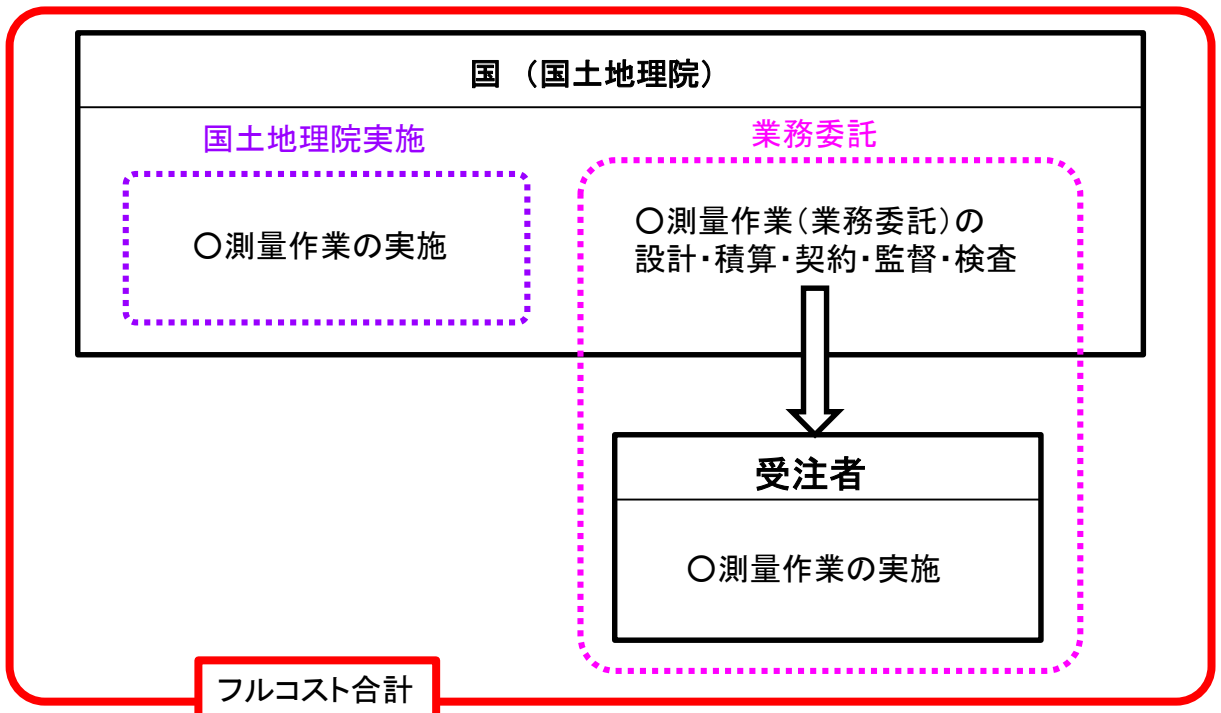 国 (国土地理院)
国土地理院実施
〇測量作業の実施
業務委託
〇測量作業(業務委託)の
設計・積算・契約・監督・検査
受注者
〇測量作業の実施
フルコスト合計